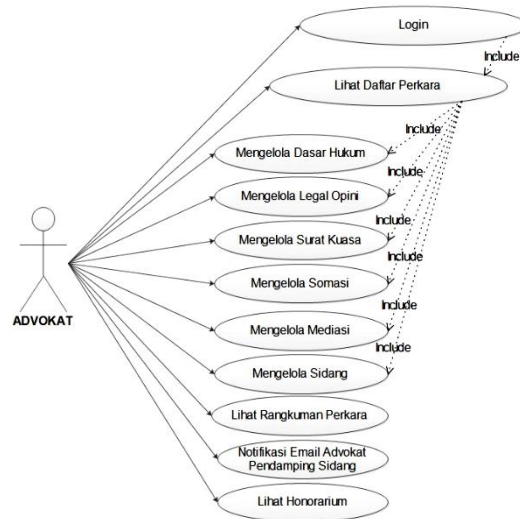 Login
Include
Lihat Daftar Perkara
Include
Mengelola Dasar Hukum
Include
Mengelola Legal Opini
Include
Mengelola Surat Kuasa
Include
Mengelola Somasi
Include
Mengelola Mediasi
Include
Mengelola Sidang
ADVOKAT
Lihat Rangkuman Perkara
Notifikasi Email Advokat
Pendamping Sidang
Lihat Honorarium